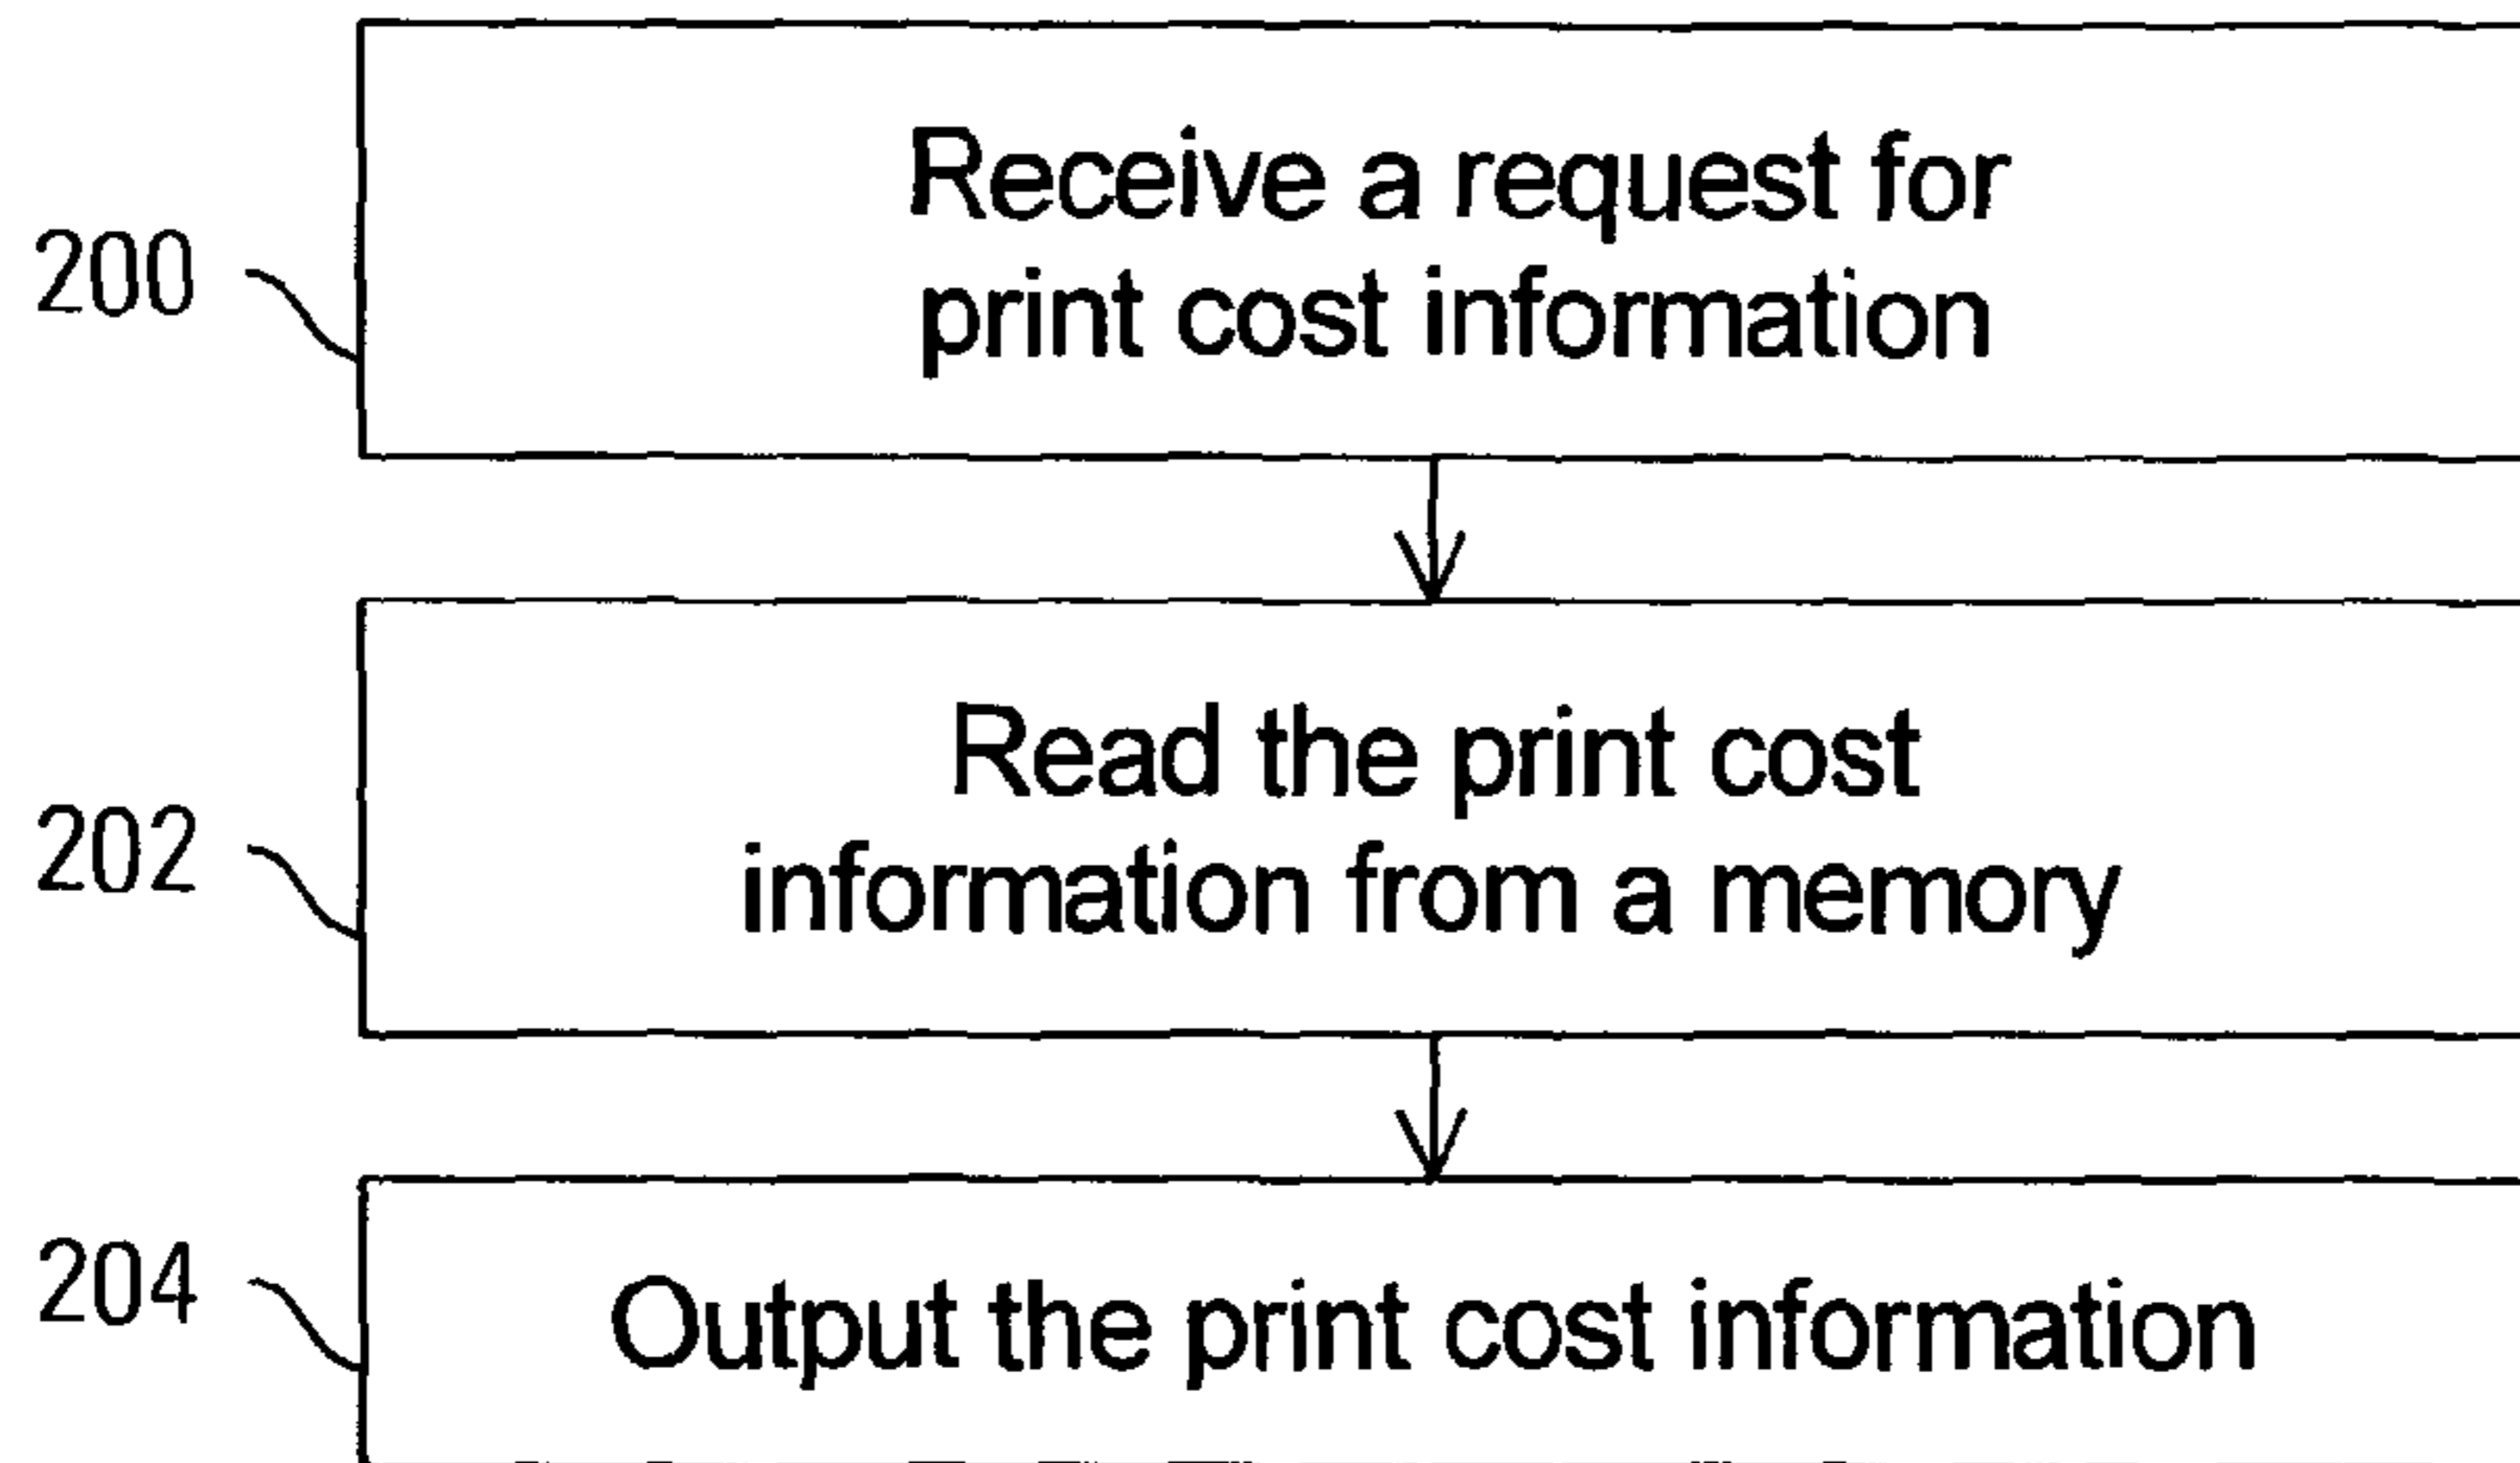 200
Receive a request for
print cost information
202
Read the print cost
information from a memory
204
Output the print cost information